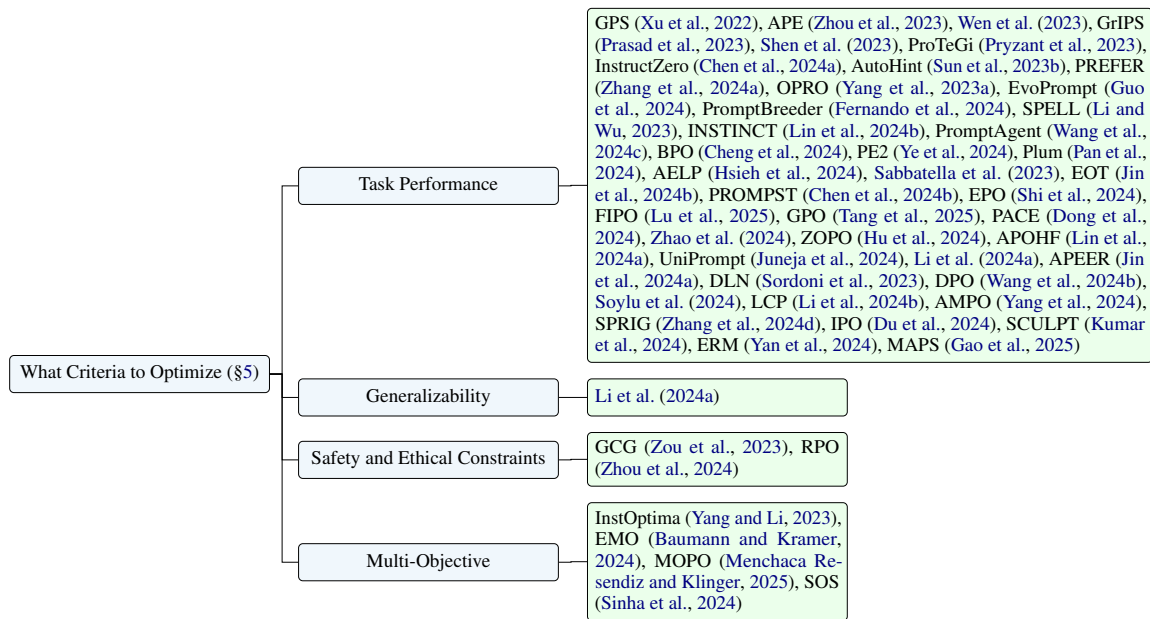 GPS (Xu et al., 2022), APE (Zhou et al., 2023), Wen et al. (2023), GrIPS
(Prasad et al., 2023), Shen et al. (2023), ProTeGi (Pryzant et al., 2023),
InstructZero (Chen et al., 2024a), AutoHint (Sun et al., 2023b), PREFER
(Zhang et al., 2024a), OPRO (Yang et al., 2023a), EvoPrompt (Guo
et al., 2024), PromptBreeder (Fernando et al., 2024), SPELL (Li and
Wu, 2023), INSTINCT (Lin et al., 2024b), PromptAgent (Wang et al.,
2024c), BPO (Cheng et al., 2024), PE2 (Ye et al., 2024), Plum (Pan et al.,
2024), AELP (Hsieh et al., 2024), Sabbatella et al. (2023), EOT (Jin
et al., 2024b), PROMPST (Chen et al., 2024b), EPO (Shi et al., 2024),
FIPO (Lu et al., 2025), GPO (Tang et al., 2025), PACE (Dong et al.,
2024), Zhao et al. (2024), ZOPO (Hu et al., 2024), APOHF (Lin et al.,
2024a), UniPrompt (Juneja et al., 2024), Li et al. (2024a), APEER (Jin
et al., 2024a), DLN (Sordoni et al., 2023), DPO (Wang et al., 2024b),
Soylu et al. (2024), LCP (Li et al., 2024b), AMPO (Yang et al., 2024),
SPRIG (Zhang et al., 2024d), IPO (Du et al., 2024), SCULPT (Kumar
et al., 2024), ERM (Yan et al., 2024), MAPS (Gao et al., 2025)
Task Performance
What Criteria to Optimize (§5)
Generalizability
Li et al. (2024a)
Safety and Ethical Constraints
GCG (Zou et al., 2023), RPO
(Zhou et al., 2024)
Multi-Objective
InstOptima (Yang and Li, 2023),
EMO (Baumann and Kramer,
2024), MOPO (Menchaca Re-
sendiz and Klinger, 2025), SOS
(Sinha et al., 2024)